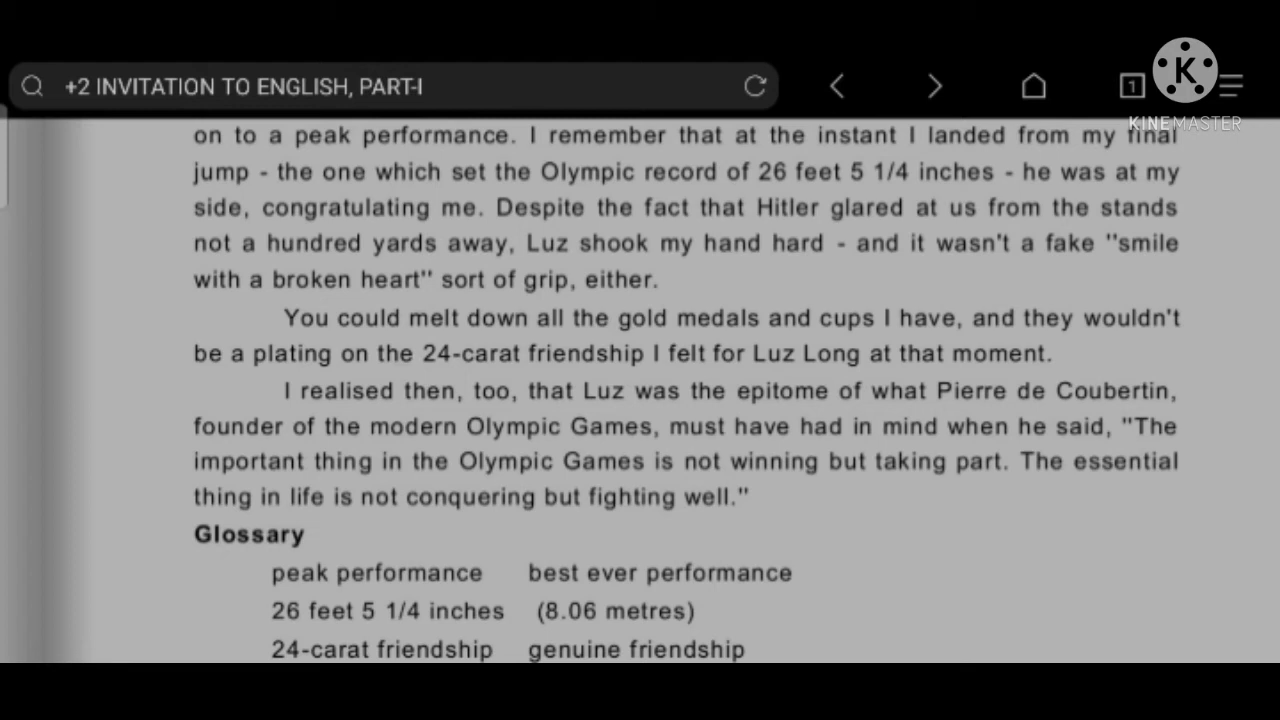 +2 INVITATION TO ENGLISH, PART-I
1
K
KINEMASTER
on to a peak performance. I remember that at the instant I landed from my final
jump - the one which set the Olympic record of 26 feet 5 1/4 inches - he was at my
side, congratulating me. Despite the fact that Hitler glared at us from the stands
not a hundred yards away, Luz shook my hand hard - and it wasn't a fake "smile
with a broken heart" sort of grip, either.
You could melt down all the gold medals and cups I have, and they wouldn't
be a plating on the 24-carat friendship I felt for Luz Long at that moment.
I realised then, too, that Luz was the epitome of what Pierre de Coubertin,
founder of the modern Olympic Games, must have had in mind when he said, "The
important thing in the Olympic Games is not winning but taking part. The essential
thing in life is not conquering but fighting well."
Glossary
peak performance best ever performance
26 feet 5 1/4 inches (8.06 metres)
24-carat friendship genuine friendship